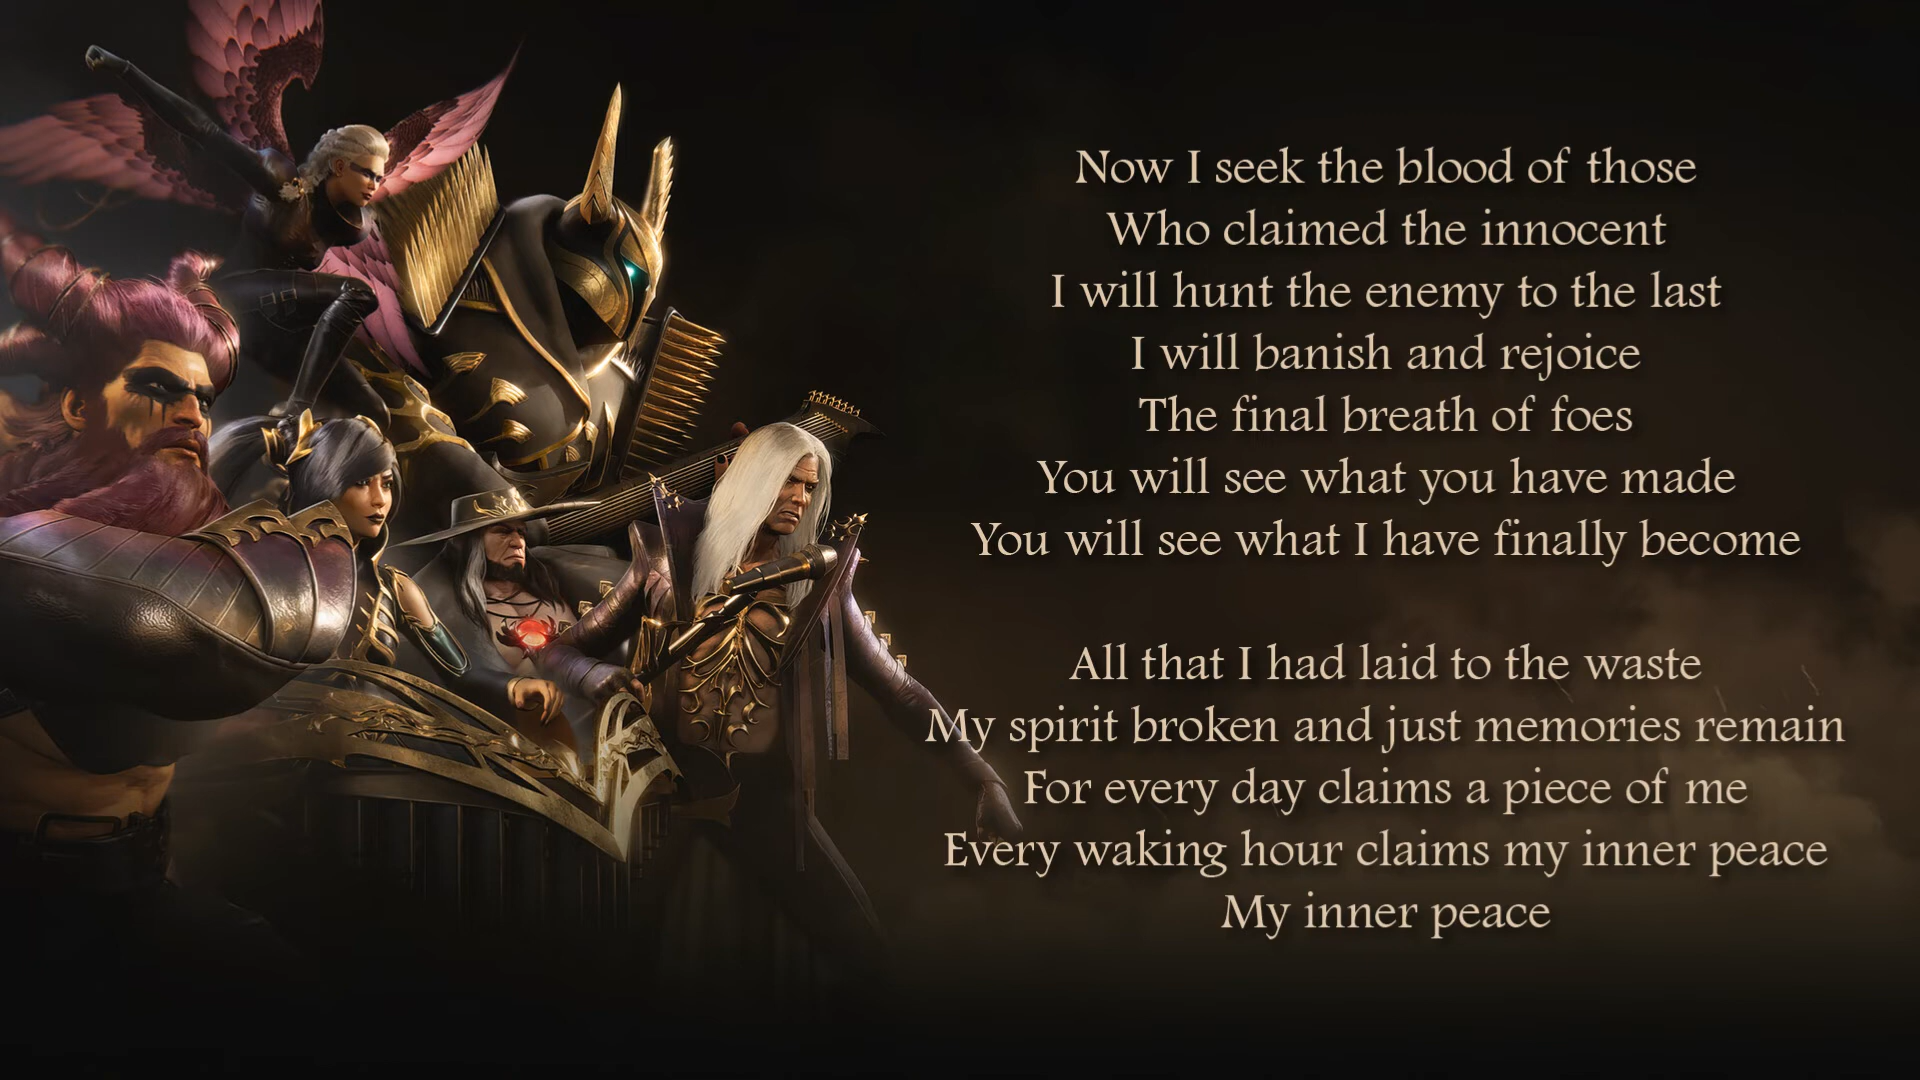 Now I seek the blood of those
Who claimed the innocent
I will hunt the enemy to the last
I will banish and rejoice
The final breath of foes
You will see what you have made
You will see what I have finally become
All that I had laid to the waste
My spirit broken and just memories remain
For every day claims a piece of me
Every waking hour claims my inner peace
My inner peace